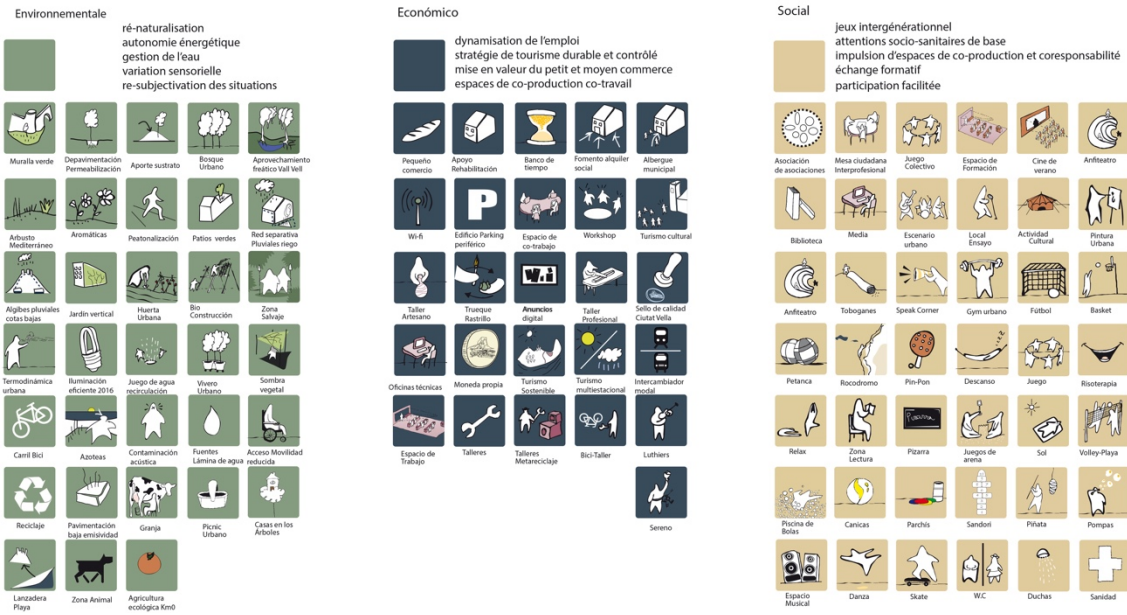 Environnementale
ré-naturalisation
autonomie énergétique
gestion de l'eau
variation sensorielle
re-subjectivation des situations
Muralla verde
Depavimentación
Permeabilización
Aporte sustrato
Bosque
Urbano
Aprovechamiento
freático Vall Vell
Arbusto
Mediterráneo
Aromáticas
Peatonalización
Patios verdes
Red separativa
Pluviales riego
Algibes pluviales
cotas bajas
Jardín vertical
Huerta
Urbana
Bio
Construcción
Zona
Salvaje
Termodinámica
urbana
Iluminación
eficiente 2016
Juego de agua
recirculación
Vivero
Urbano
Sombra
vegetal
Carril Bici
Azoteas
Contaminación
acústica
Fuentes
Lámina de agua
Acceso Movilidad
reducida
Reciclaje
Pavimentación
baja emisividad
Granja
Picnic
Urbano
Casas en los
Árboles
Lanzadera
Playa
Zona Animal
Agricultura
ecológica Km0
Económico
dynamisation de l'emploi
stratégie de tourisme durable et contrôlé
mise en valeur du petit et moyen commerce
espaces de co-production co-travail
Pequeño
comercio
Apoyo
Rehabilitación
Banco de
tiempo
Fomento alquiler
social
Albergue
municipal
Wi-fi
P
Edificio Parking
periférico
Espacio de
co-trabajo
Workshop
Turismo cultural
Taller
Artesano
Trueque
Rastrillo
Anuncios
digital
Taller
Profesional
Sello de calidad
Ciutat Vella
Oficinas técnicas
Moneda propia
Turismo
Sostenible
Turismo
multiestacional
Intercambiador
modal
Espacio de
Trabajo
Talleres
Talleres
Metareciclaje
Bici-Taller
Luthiers
Sereno
Social
jeux intergénérationnel
attentions socio-sanitaires de base
impulsion d'espaces de co-production et coresponsabilité
échange formatif
participation facilitée
Asociación
de asociaciones
Mesa ciudadana
Interprofesional
Juego
Colectivo
Espacio de
Formación
Cine de
verano
Anfiteatro
Biblioteca
Media
Escenario
urbano
Local
Ensayo
Actividad
Cultural
Pintura
Urbana
Anfiteatro
Toboganes
Speak Corner
Gym urbano
Fútbol
Basket
Petanca
Rocodromo
Pin-Pon
Descanso
Juego
Risoterapia
Relax
Zona
Lectura
Pizarra
Juegos de
arena
Sol
Volley-Playa
Piscina de
Bolas
Canicas
Parchís
Sandori
Piñata
Pompas
Espacio
Musical
Danza
Skate
W.C
Duchas
Sanidad